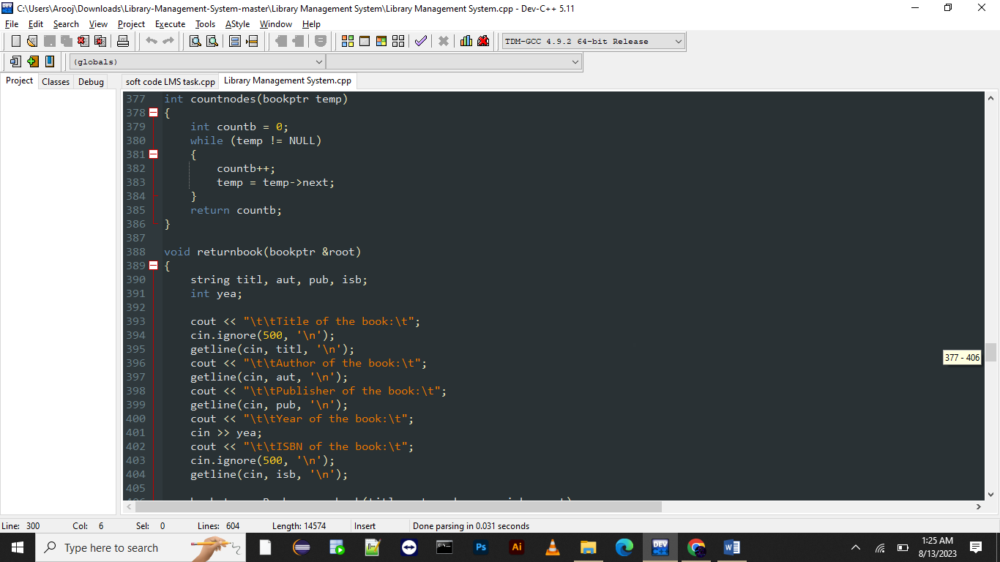 C:\Users\Arooj\Downloads\Library-Management-System-master\Library Management System\Library Management System.cpp - Dev-C++ 5.11
File Edit Search View Project Execute Tools AStyle Window Help
TDM-GCC 4.9.2 64-bit Release
(globals)
Project Classes Debug soft code LMS task.cpp Library Management System.cpp
377 int countnodes(bookptr temp)
378 {
379 int countb = 0;
380 while (temp != NULL)
381 {
382 countb++;
383 temp = temp->next;
384 }
385 return countb;
386 }
387
388 void returnbook(bookptr &root)
389 {
390 string titl, aut, pub, isb;
391 int yea;
392
393 cout << "\t\tTitle of the book:\t";
394 cin.ignore(500, '\n');
395 getline(cin, titl, '\n');
396 cout << "\t\tAuthor of the book:\t";
397 getline(cin, aut, '\n');
398 cout << "\t\tPublisher of the book:\t";
399 getline(cin, pub, '\n');
400 cout << "\t\tYear of the book:\t";
401 cin >> yea;
402 cout << "\t\tISBN of the book:\t";
403 cin.ignore(500, '\n');
404 getline(cin, isb, '\n');
405
377 - 406
Line: 300 Col: 6 Sel: 0 Lines: 604 Length: 14574 Insert Done parsing in 0.031 seconds
Type here to search
Ps
Ai
DEV
W
1:25 AM
8/13/2023